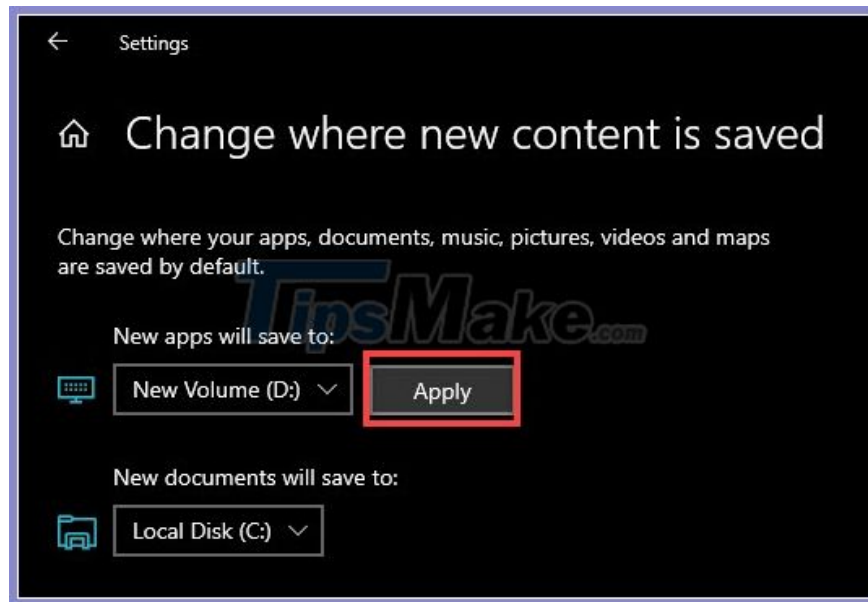 Settings
Change where new content is saved
Change where your apps, documents, music, pictures, videos and maps
are saved by default.
TipsMake.com
New apps will save to:
New Volume (D:)
Apply
New documents will save to:
Local Disk (C:)